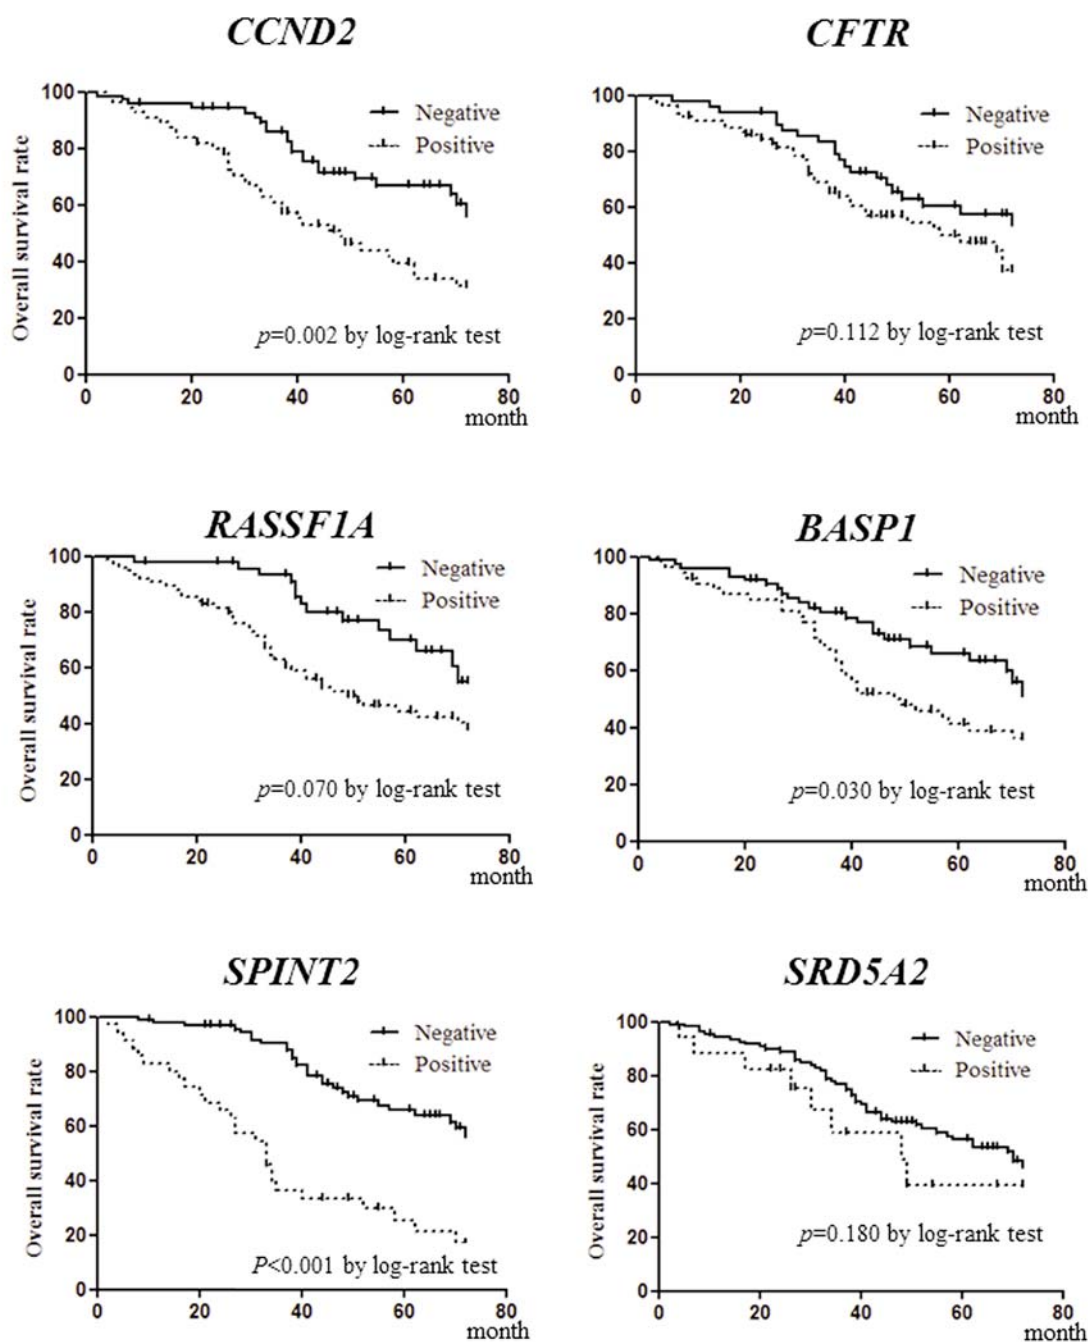 CCND2
Overall survival rate
100
80
60
40
20
0
Negative
Positive
p=0.002 by log-rank test
0 20 40 60 80
month
CFTR
100
80
60
40
20
0
Negative
Positive
p=0.112 by log-rank test
0 20 40 60 80
month
RASSF1A
Overall survival rate
100
80
60
40
20
0
Negative
Positive
p=0.070 by log-rank test
0 20 40 60 80
month
BASP1
100
80
60
40
20
0
Negative
Positive
p=0.030 by log-rank test
0 20 40 60 80
month
SPINT2
Overall survival rate
100
80
60
40
20
0
Negative
Positive
P<0.001 by log-rank test
0 20 40 60 80
month
SRD5A2
Overall survival rate
100
80
60
40
20
0
Negative
Positive
p=0.180 by log-rank test
0 20 40 60 80
month